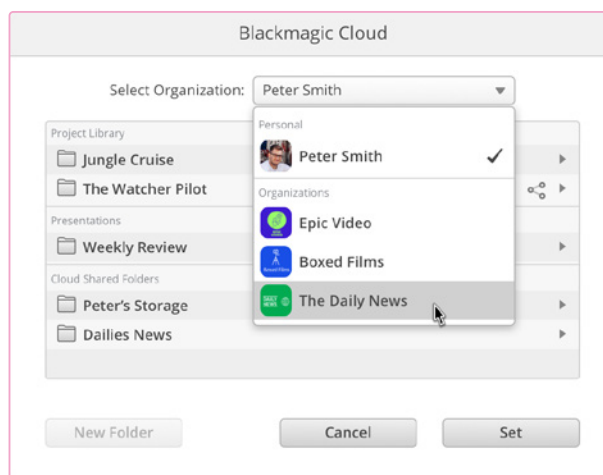 Blackmagic Cloud
Select Organization: Peter Smith
Project Library
Jungle Cruise
The Watcher Pilot
Presentations
Weekly Review
Cloud Shared Folders
Peter's Storage
Dailies News
Personal
Peter Smith
Organizations
Epic Video
Boxed Films
DAILY
NEWS
The Daily News
New Folder
Cancel
Set